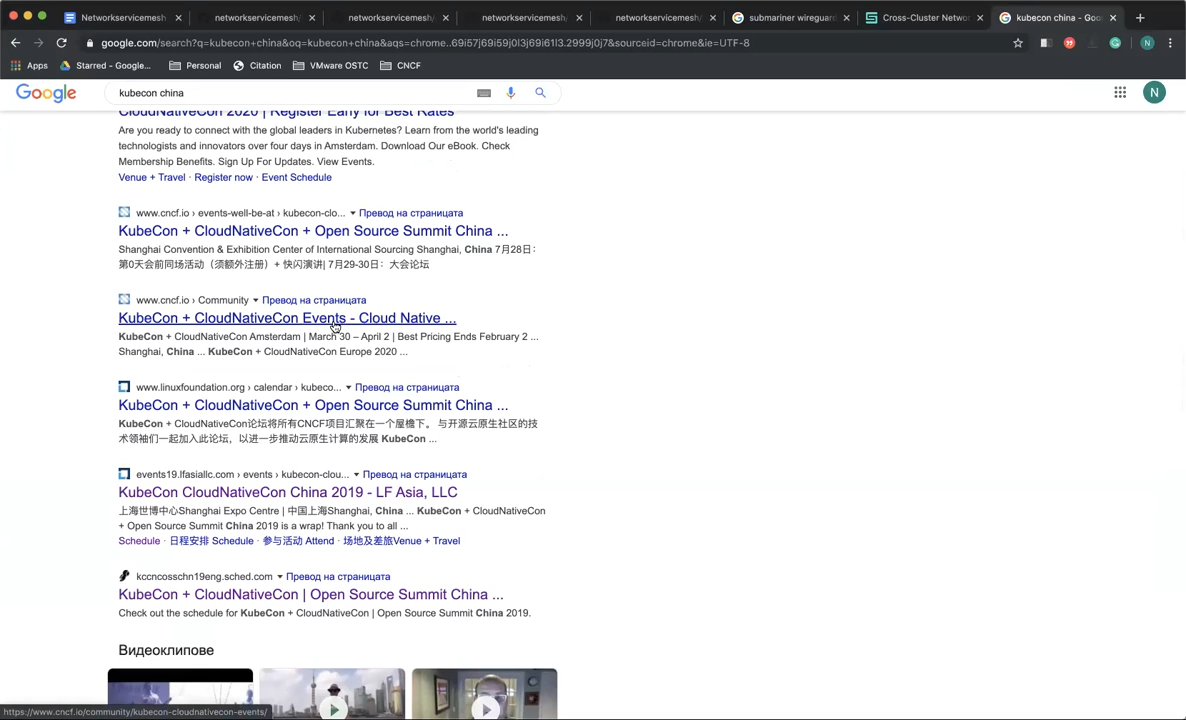 Networkservicemesh
networkservicemesh/
networkservicemesh/
networkservicemesh/
networkservicemesh/
submariner wireguard
Cross-Cluster Networ
kubecon china - Goo
google.com/search?q=kubecon+china&oq=kubecon+china&aqs=chrome..69i57j69i59j0l3j69i61l3.2999j0j7&sourceid=chrome&ie=UTF-8
N
Apps
Starred - Google...
Personal
Citation
VMware OSTC
CNCF
Google
kubecon china
N
CloudNativeCon 2020 | Register Early for Best Rates
Are you ready to connect with the global leaders in Kubernetes? Learn from the world's leading
technologists and innovators over four days in Amsterdam. Download Our eBook. Check
Membership Benefits. Sign Up For Updates. View Events.
Venue + Travel · Register now · Event Schedule
www.cncf.io › events-well-be-at › kubecon-clo... Превод на страницата
KubeCon + CloudNativeCon + Open Source Summit China ...
Shanghai Convention & Exhibition Center of International Sourcing Shanghai, China 7月28日：
第0天会前同场活动（须额外注册）+ 快闪演讲| 7月29-30日：大会论坛
www.cncf.io › Community Превод на страницата
KubeCon + CloudNativeCon Events - Cloud Native ...
KubeCon + CloudNativeCon Amsterdam | March 30 – April 2 | Best Pricing Ends February 2 ...
Shanghai, China ... KubeCon + CloudNativeCon Europe 2020 ...
www.linuxfoundation.org › calendar › kubeco... Превод на страницата
KubeCon + CloudNativeCon + Open Source Summit China ...
KubeCon + CloudNativeCon论坛将所有CNCF项目汇聚在一个屋檐下。 与开源云原生社区的技
术领袖们一起加入此论坛，以进一步推动云原生计算的发展 KubeCon ...
events19.lfasiallc.com › events › kubecon-clou... Превод на страницата
KubeCon CloudNativeCon China 2019 - LF Asia, LLC
上海世博中心Shanghai Expo Centre | 中国上海Shanghai, China ... KubeCon + CloudNativeCon
+ Open Source Summit China 2019 is a wrap! Thank you to all ...
Schedule · 日程安排 Schedule · 参与活动 Attend · 场地及差旅Venue + Travel
kccncosschn19eng.sched.com Превод на страницата
KubeCon + CloudNativeCon | Open Source Summit China ...
Check out the schedule for KubeCon + CloudNativeCon | Open Source Summit China 2019.
Видеоклипове
https://www.cncf.io/community/kubecon-cloudnativecon-events/